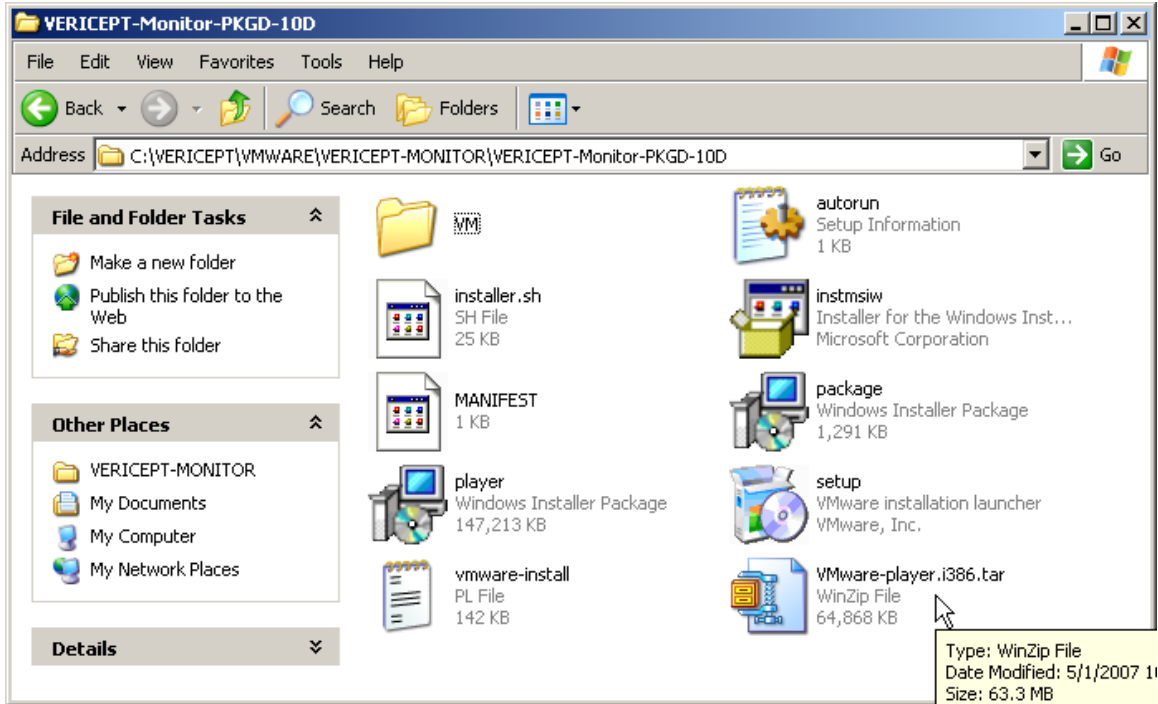 VERICEPT-Monitor-PKGD-10D
File Edit View Favorites Tools Help
Back Search Folders
Address C:\VERICEPT\VMWARE\VERICEPT-MONITOR\VERICEPT-Monitor-PKGD-10D Go
File and Folder Tasks
Make a new folder
Publish this folder to the
Web
Share this folder
Other Places
VERICEPT-MONITOR
My Documents
My Computer
My Network Places
Details
VM
autorun
Setup Information
1 KB
installer.sh
SH File
25 KB
instmsiw
Installer for the Windows Inst...
Microsoft Corporation
MANIFEST
1 KB
package
Windows Installer Package
1,291 KB
player
Windows Installer Package
147,213 KB
setup
VMware installation launcher
VMware, Inc.
vmware-install
PL File
142 KB
VMware-player.i386.tar
WinZip File
64,868 KB
Type: WinZip File
Date Modified: 5/1/2007
Size: 63.3 MB